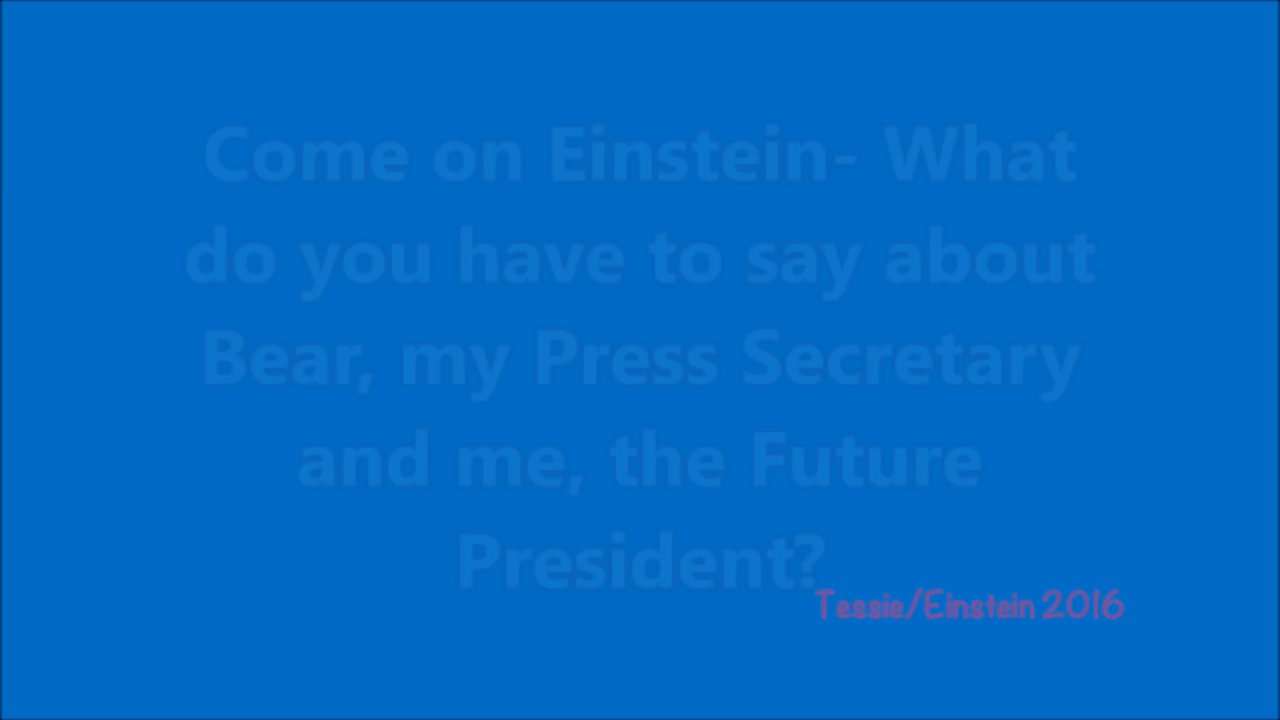 Come on Einstein- What
do you have to say about
Bear, my Press Secretary
and me, the Future
President?
Tessie/Einstein 2016